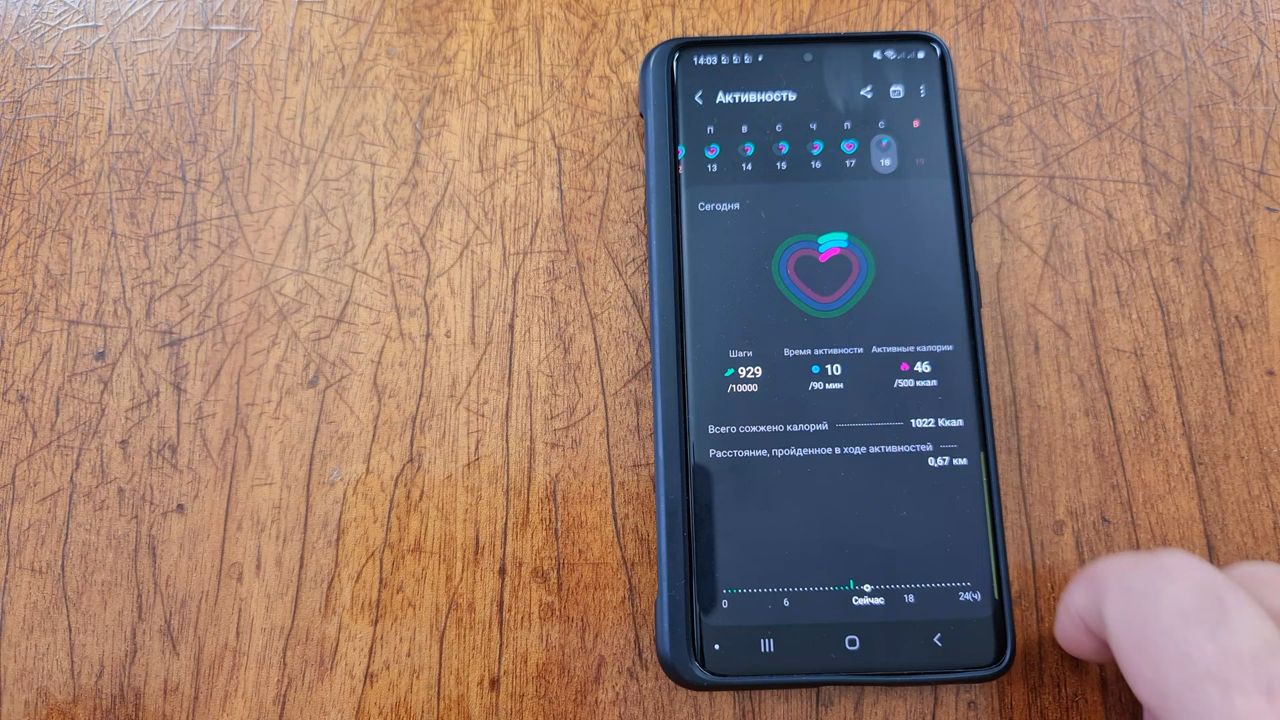 14:03
Активность
П В С Ч П С В
13 14 15 16 17 18 19
Сегодня
Шаги Время активности Активные калории
929 10 46
/10000 /90 мин /500 ккал
Всего сожжено калорий 1022 Ккал
Расстояние, пройденное в ходе активностей
0,67 км
0 6 Сейчас 18 24(ч)